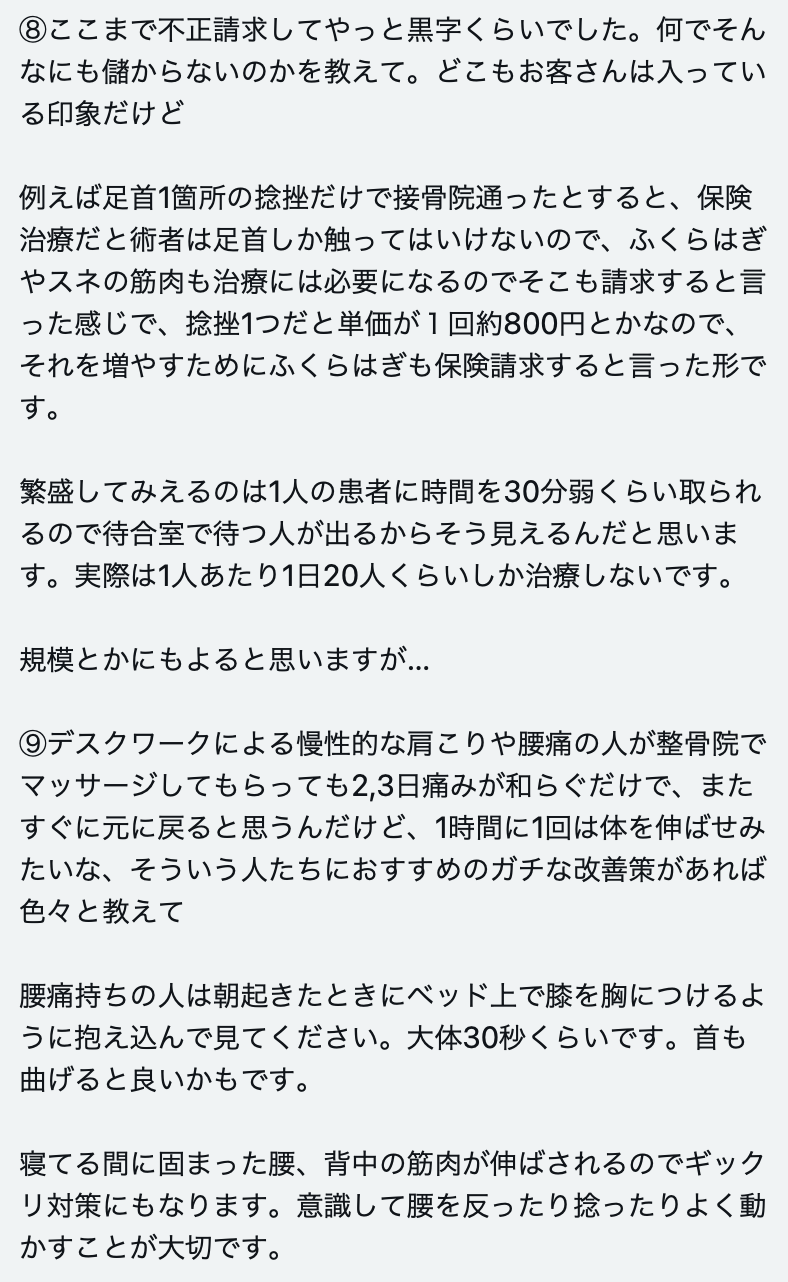 ⑧ここまで不正請求してやっと黒字くらいでした。何でそん
なにも儲からないのかを教えて。どこもお客さんは入ってい
る印象だけど
例えば足首1箇所の捻挫だけで接骨院通ったとすると、保険
治療だと術者は足首しか触ってはいけないので、ふくらはぎ
やスネの筋肉も治療には必要になるのでそこも請求すると言
った感じで、捻挫1つだと単価が１回約800円とかなので、
それを増やすためにふくらはぎも保険請求すると言った形で
す。
繁盛してみえるのは1人の患者に時間を30分弱くらい取られ
るので待合室で待つ人が出るからそう見えるんだと思いま
す。実際は1人あたり1日20人くらいしか治療しないです。
規模とかにもよると思いますが...
⑨デスクワークによる慢性的な肩こりや腰痛の人が整骨院で
マッサージしてもらっても2,3日痛みが和らぐだけで、また
すぐに元に戻ると思うんだけど、1時間に1回は体を伸ばせみ
たいな、そういう人たちにおすすめのガチな改善策があれば
色々と教えて
腰痛持ちの人は朝起きたときにベッド上で膝を胸につけるよ
うに抱え込んで見てください。大体30秒くらいです。首も
曲げると良いかもです。
寝てる間に固まった腰、背中の筋肉が伸ばされるのでギック
リ対策にもなります。意識して腰を反ったり捻ったりよく動
かすことが大切です。